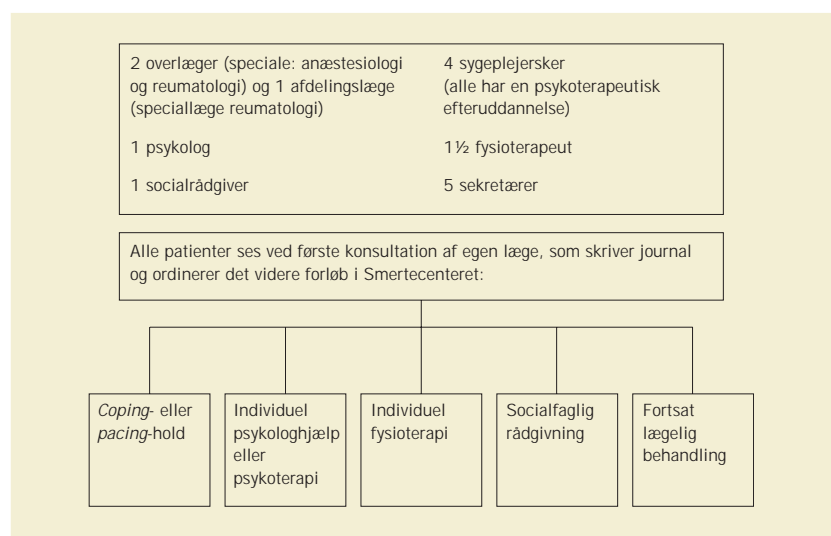 2 overlæger (speciale: anæstesiologi
og reumatologi) og 1 afdelingslæge
(speciallæge reumatologi)
1 psykolog
1 socialrådgiver
4 sygeplejersker
(alle har en psykoterapeutisk
efteruddannelse)
1½ fysioterapeut
5 sekretærer
Alle patienter ses ved første konsultation af egen læge, som skriver journal
og ordinerer det videre forløb i Smertecenteret:
Coping- eller
pacing-hold
Individuel
psykologhjælp
eller
psykoterapi
Individuel
fysioterapi
Socialfaglig
rådgivning
Fortsat
lægelig
behandling